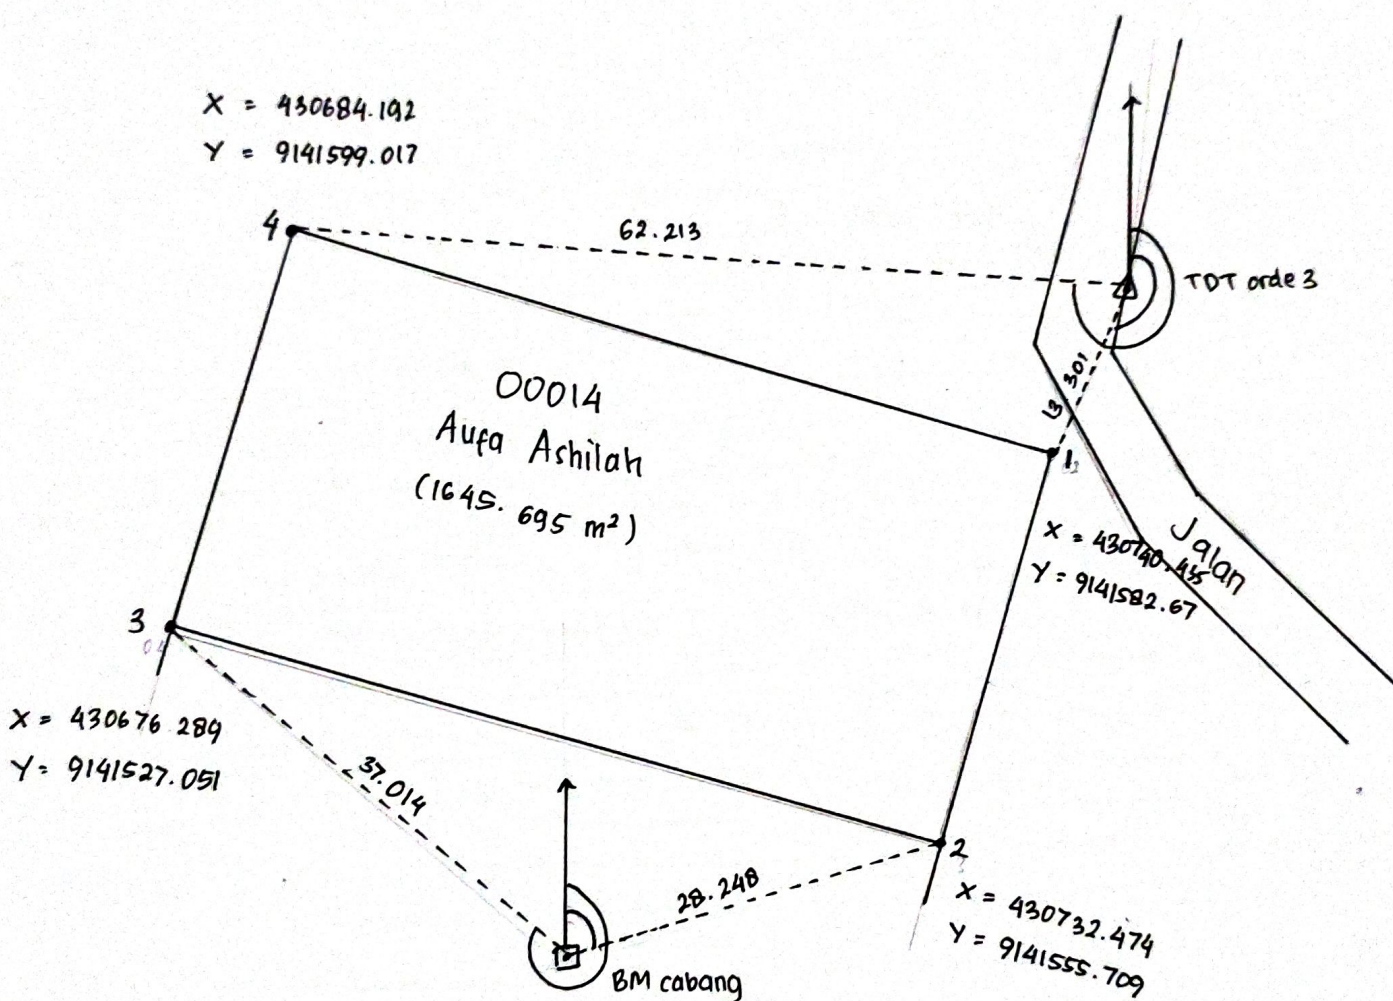 X = 430684.192
Y = 9141599.017
4
62.213
TDT orde 3
13.301
00014
Aufa Ashilah
(1645.695 m²)
1
X = 430740.435
Y = 9141582.67
Jalan
3
X = 430676.289
Y = 9141527.051
37.014
28.248
2
X = 430732.474
Y = 9141555.709
BM cabang